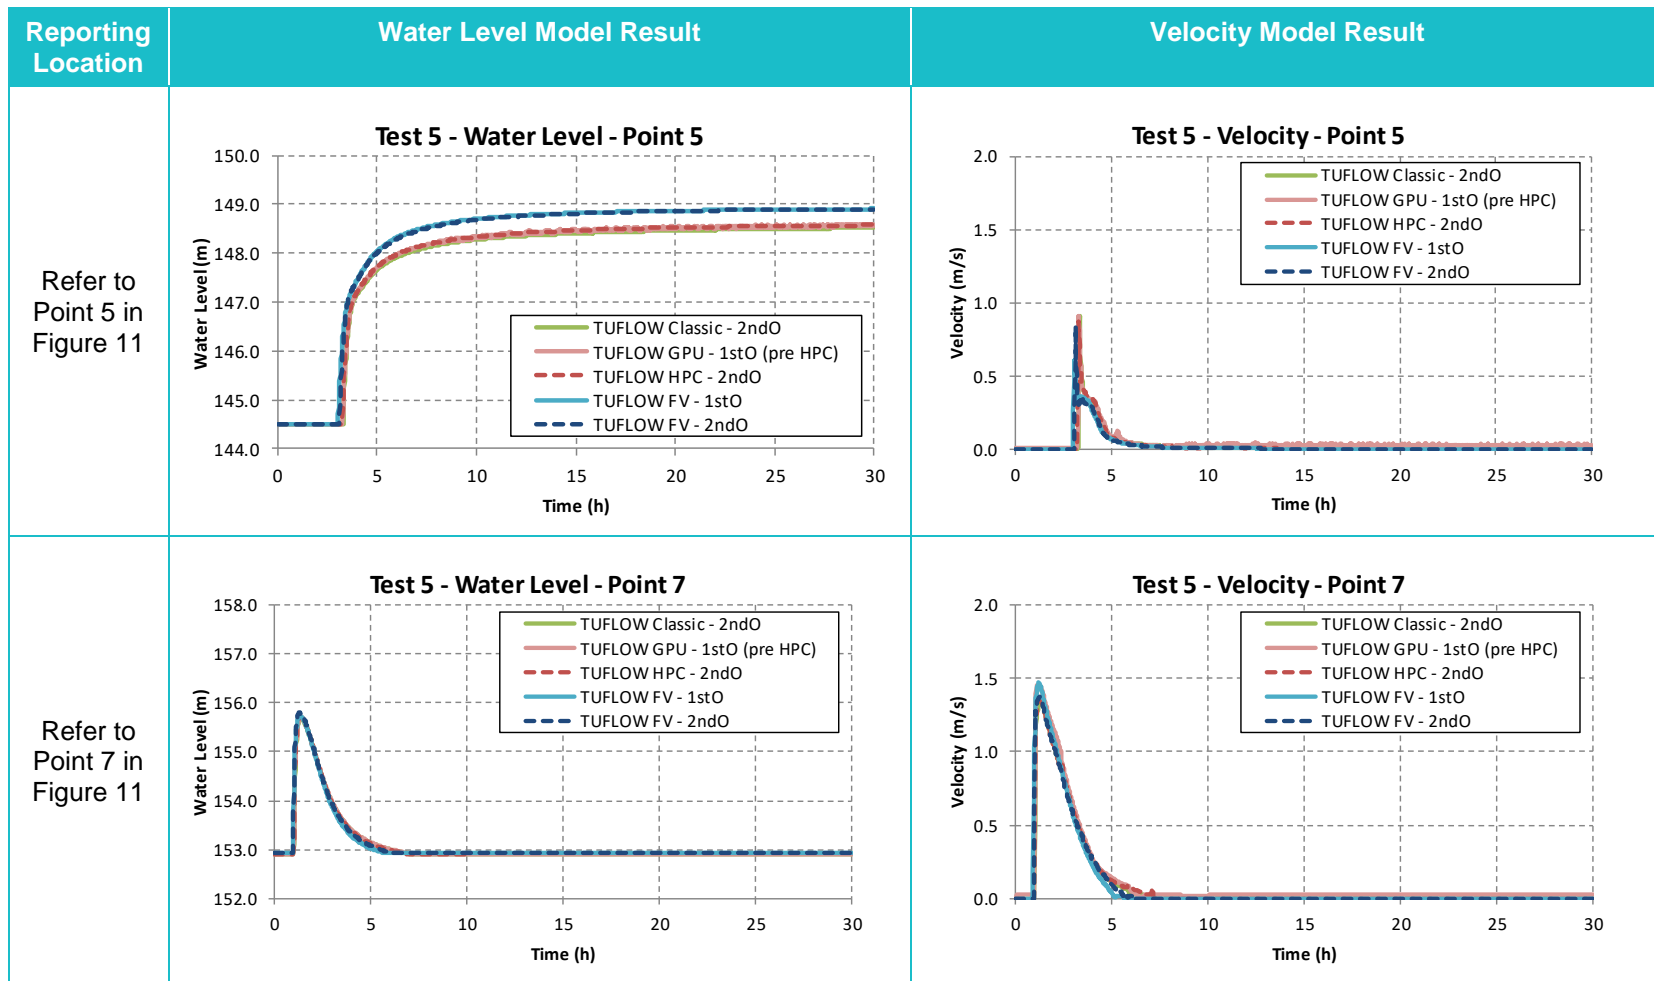 Reporting
Location
Water Level Model Result
Velocity Model Result
Refer to
Point 5 in
Figure 11
Test 5 - Water Level - Point 5
Water Level (m)
150.0
149.0
148.0
147.0
146.0
145.0
144.0
TUFLOW Classic - 2ndO
TUFLOW GPU - 1stO (pre HPC)
TUFLOW HPC - 2ndO
TUFLOW FV - 1stO
TUFLOW FV - 2ndO
0 5 10 15 20 25 30
Time (h)
Test 5 - Velocity - Point 5
Velocity (m/s)
2.0
1.5
1.0
0.5
0.0
TUFLOW Classic - 2ndO
TUFLOW GPU - 1stO (pre HPC)
TUFLOW HPC - 2ndO
TUFLOW FV - 1stO
TUFLOW FV - 2ndO
0 5 10 15 20 25 30
Time (h)
Refer to
Point 7 in
Figure 11
Test 5 - Water Level - Point 7
Water Level (m)
158.0
157.0
156.0
155.0
154.0
153.0
152.0
TUFLOW Classic - 2ndO
TUFLOW GPU - 1stO (pre HPC)
TUFLOW HPC - 2ndO
TUFLOW FV - 1stO
TUFLOW FV - 2ndO
0 5 10 15 20 25 30
Time (h)
Test 5 - Velocity - Point 7
Velocity (m/s)
2.0
1.5
1.0
0.5
0.0
TUFLOW Classic - 2ndO
TUFLOW GPU - 1stO (pre HPC)
TUFLOW HPC - 2ndO
TUFLOW FV - 1stO
TUFLOW FV - 2ndO
0 5 10 15 20 25 30
Time (h)